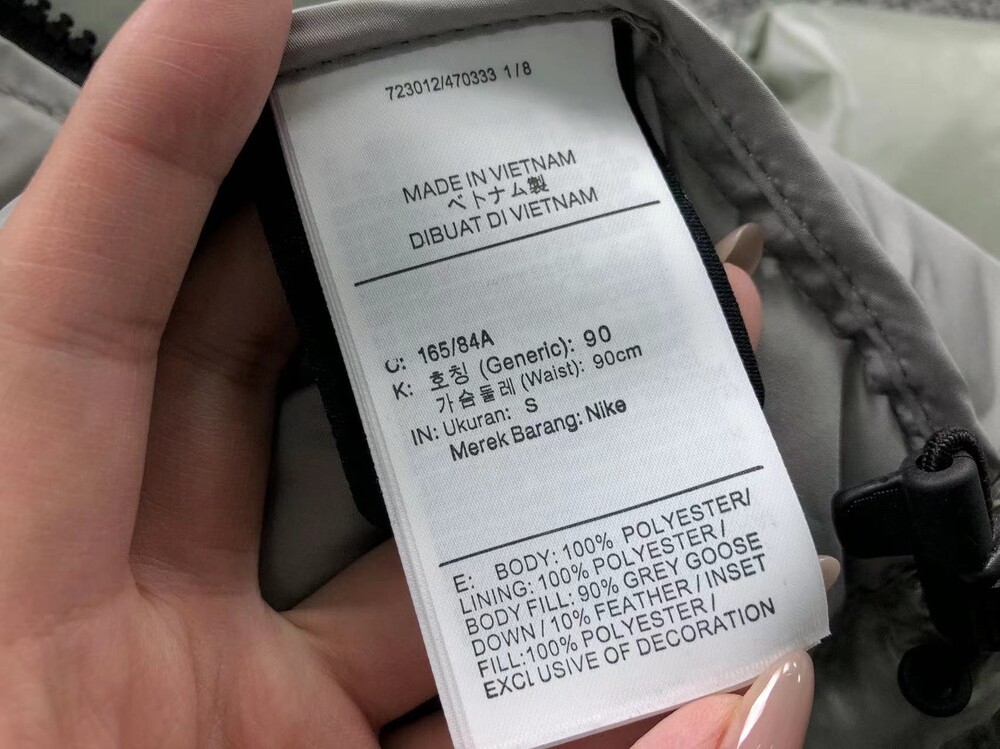 723012/470333 1/8
MADE IN VIETNAM
ベトナム製
DIBUAT DI VIETNAM
C: 165/84A
K: 호칭 (Generic): 90
가슴둘레 (Waist): 90cm
IN: Ukuran: S
Merek Barang: Nike
E: BODY: 100% POLYESTER/
LINING: 100% POLYESTER /
BODY FILL: 90% GREY GOOSE
DOWN / 10% FEATHER / INSET
FILL:100% POLYESTER /
EXCLUSIVE OF DECORATION